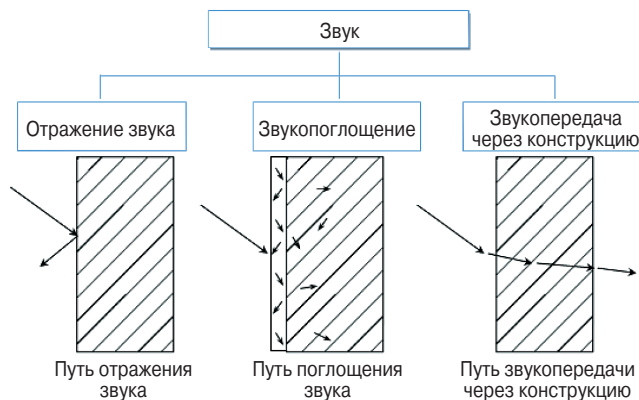 Звук
Отражение звука
Звукопоглощение
Звукопередача
через конструкцию
Путь отражения
звука
Путь поглощения
звука
Путь звукопередачи
через конструкцию